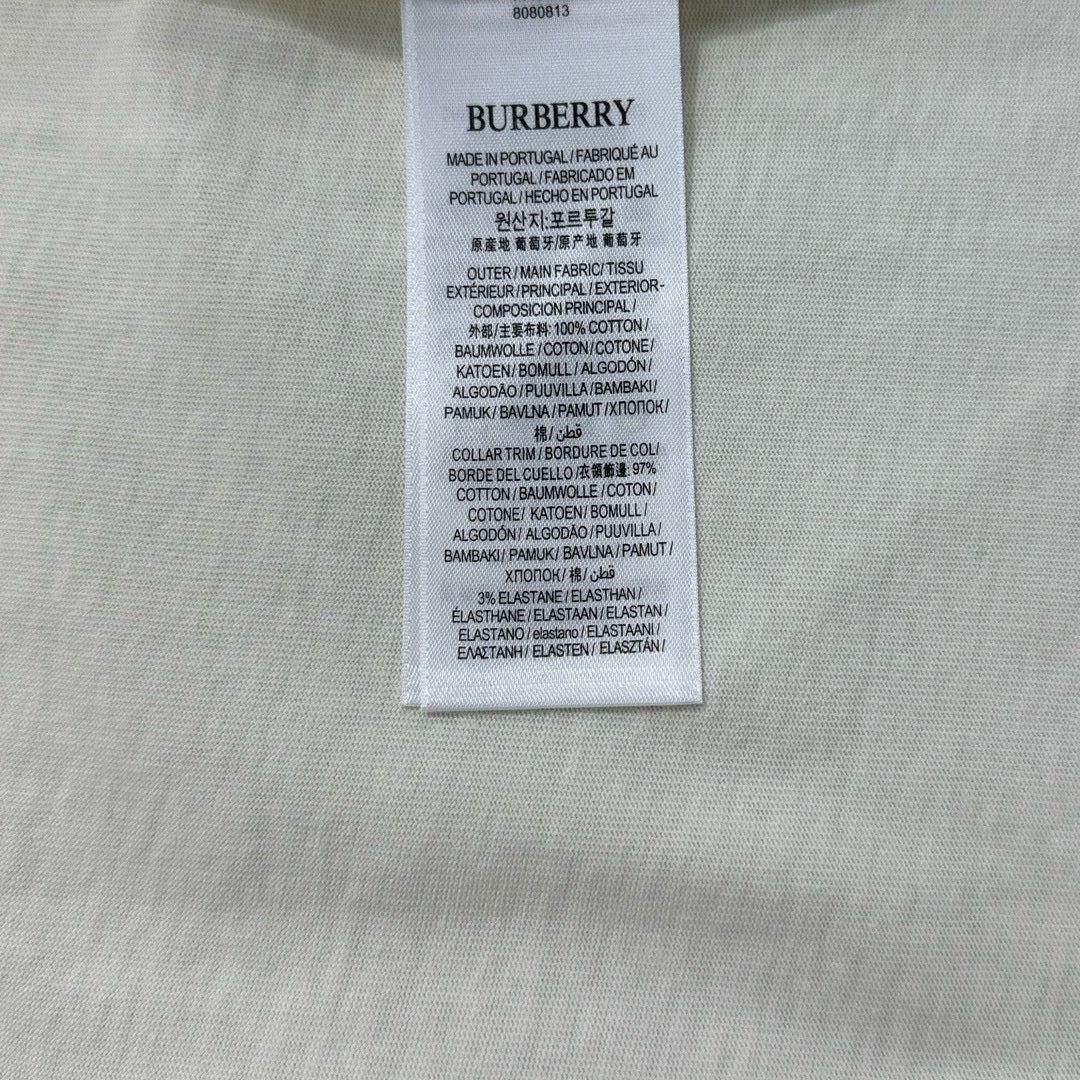 8080813
BURBERRY
MADE IN PORTUGAL / FABRIQUÉ AU
PORTUGAL / FABRICADO EM
PORTUGAL / HECHO EN PORTUGAL
원산지:포르투갈
原産地 葡萄牙/原产地 葡萄牙
OUTER / MAIN FABRIC/ TISSU
EXTÉRIEUR / PRINCIPAL / EXTERIOR-
COMPOSICION PRINCIPAL /
外部/主要布料: 100% COTTON /
BAUMWOLLE / COTON / COTONE /
KATOEN / BOMULL / ALGODÓN /
ALGODÃO / PUUVILLA / BAMBAKI /
PAMUK / BAVLNA / PAMUT / ХПОПОК /
棉/ قطن
COLLAR TRIM / BORDURE DE COL/
BORDE DEL CUELLO /衣領飾邊: 97%
COTTON / BAUMWOLLE / COTON /
COTONE/ KATOEN / BOMULL /
ALGODÓN / ALGODÃO / PUUVILLA /
BAMBAKI / PAMUK / BAVLNA / PAMUT /
ХПОПОК / 棉/ قطن
3% ELASTANE / ELASTHAN /
ÉLASTHANE / ELASTAAN / ELASTAN /
ELASTANO / elastano / ELASTAANI /
ΕΛΑΣΤΑΝΗ / ELASTEN / ELASZTÁN /